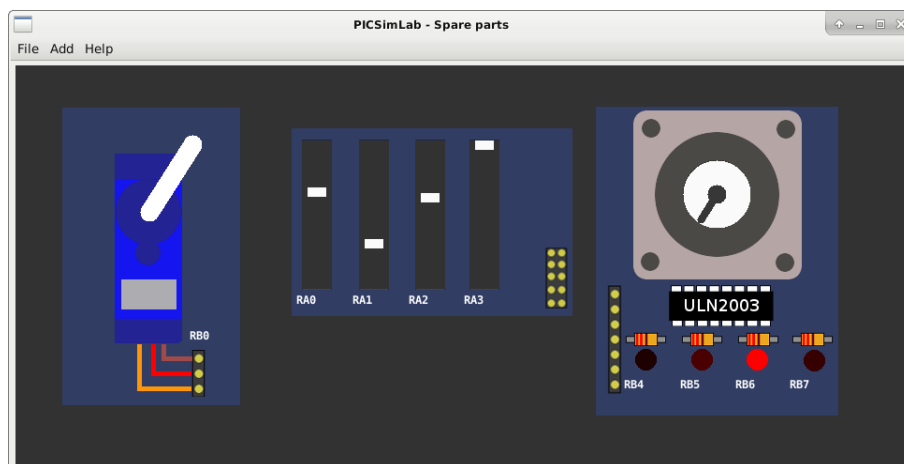 PICSimLab - Spare parts
File Add Help
RB0
RA0 RA1 RA2 RA3
ULN2003
RB4 RB5 RB6 RB7